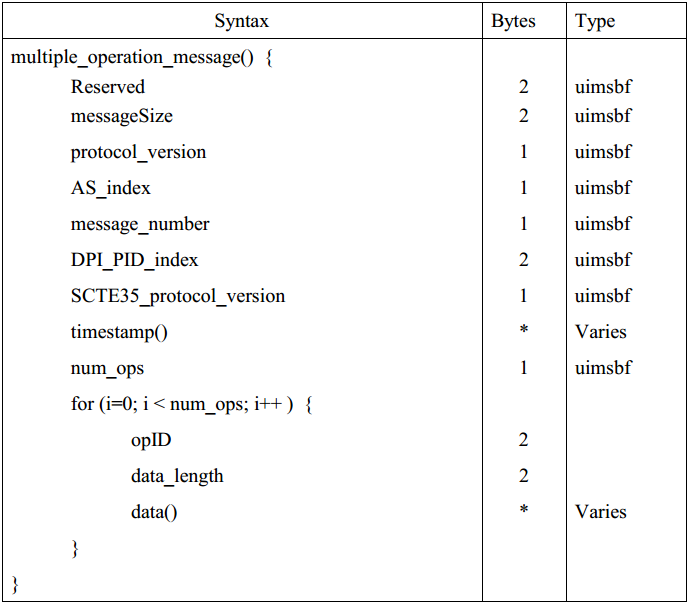 Syntax Bytes Type
multiple_operation_message() {
Reserved 2 uimsbf
messageSize 2 uimsbf
protocol_version 1 uimsbf
AS_index 1 uimsbf
message_number 1 uimsbf
DPI_PID_index 2 uimsbf
SCTE35_protocol_version 1 uimsbf
timestamp() * Varies
num_ops 1 uimsbf
for (i=0; i < num_ops; i++ ) {
opID 2
data_length 2
data() * Varies
}
}